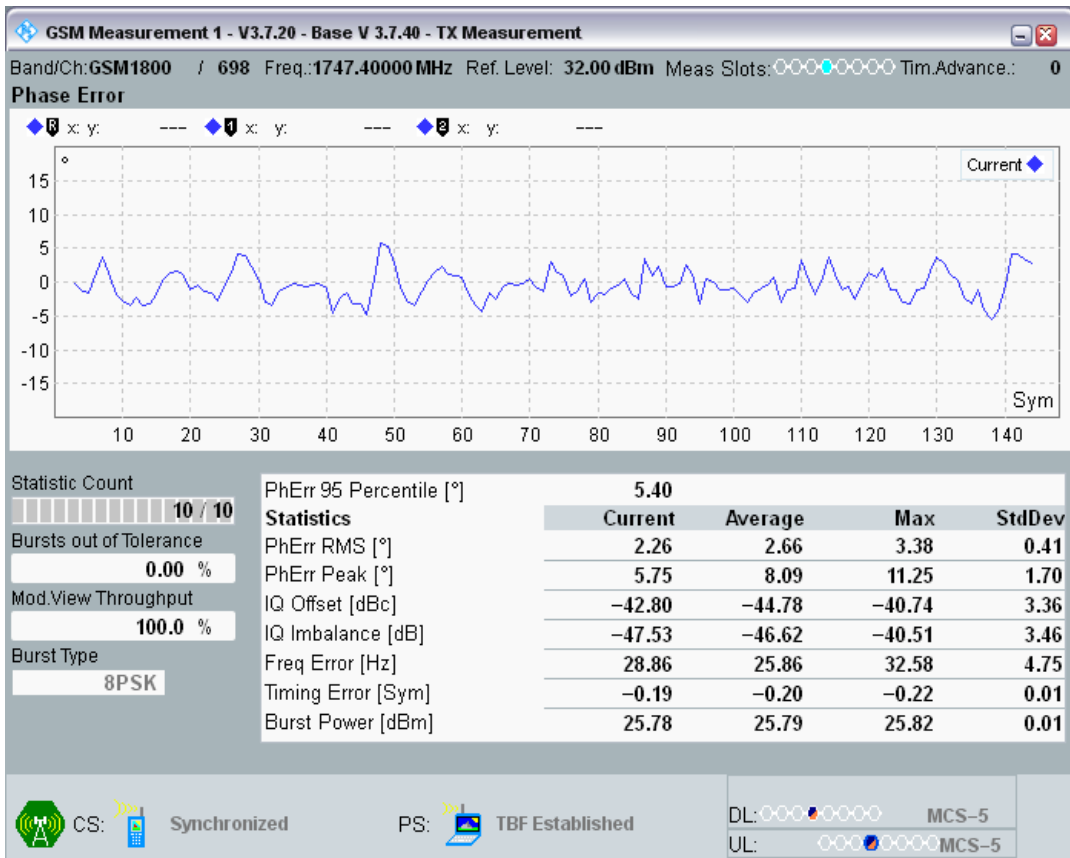 GSM Measurement 1 - V3.7.20 - Base V 3.7.40 - TX Measurement
Band/Ch:GSM1800 / 698 Freq.:1747.40000 MHz Ref. Level: 32.00 dBm Meas Slots: Tim.Advance.: 0
Phase Error
R x: y: --- 1 x: y: --- 2 x: y: ---
°
Current
15
10
5
0
-5
-10
-15
Sym
10 20 30 40 50 60 70 80 90 100 110 120 130 140
Statistic Count
10 / 10
Bursts out of Tolerance
0.00 %
Mod.View Throughput
100.0 %
Burst Type
8PSK
PhErr 95 Percentile [°] 5.40
Statistics Current Average Max StdDev
PhErr RMS [°] 2.26 2.66 3.38 0.41
PhErr Peak [°] 5.75 8.09 11.25 1.70
IQ Offset [dBc] −42.80 −44.78 −40.74 3.36
IQ Imbalance [dB] −47.53 −46.62 −40.51 3.46
Freq Error [Hz] 28.86 25.86 32.58 4.75
Timing Error [Sym] −0.19 −0.20 −0.22 0.01
Burst Power [dBm] 25.78 25.79 25.82 0.01
CS: Synchronized PS: TBF Established
DL: MCS−5
UL: MCS−5